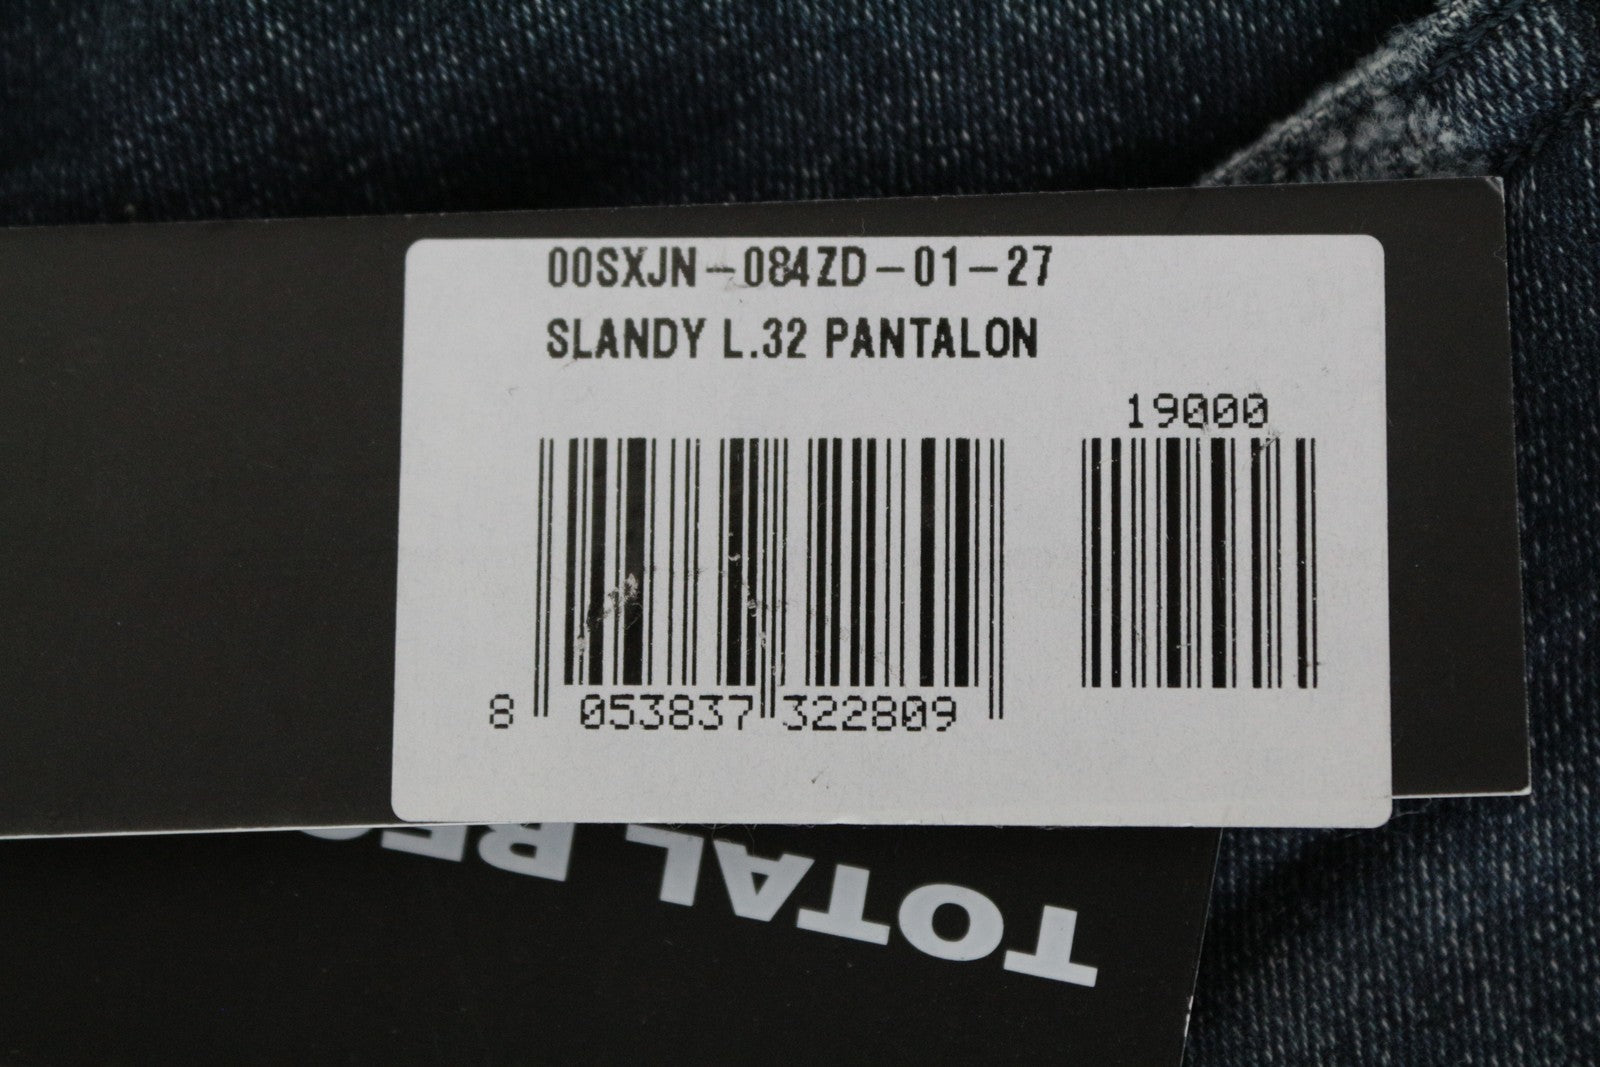 00SXJN-084ZD-01-27
SLANDY L.32 PANTALON
19000
8 053837 322809
TOTAL